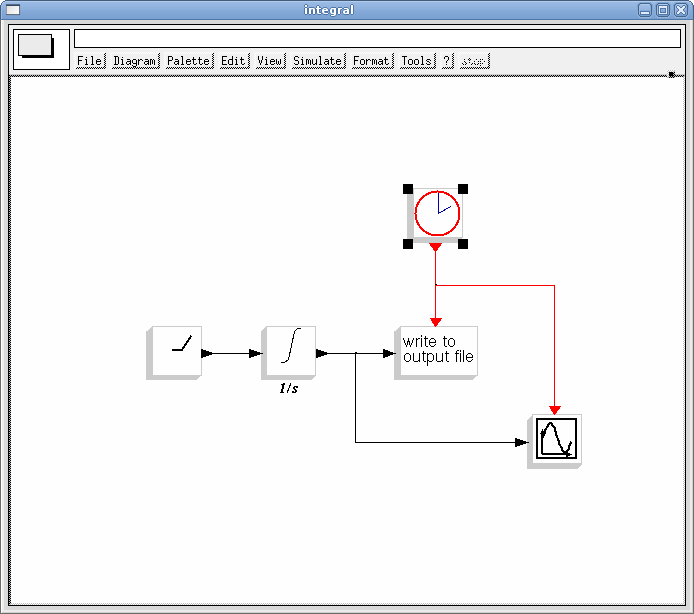 integral
File Diagram Palette Edit View Simulate Format Tools ? stop
write to
output file
1/s